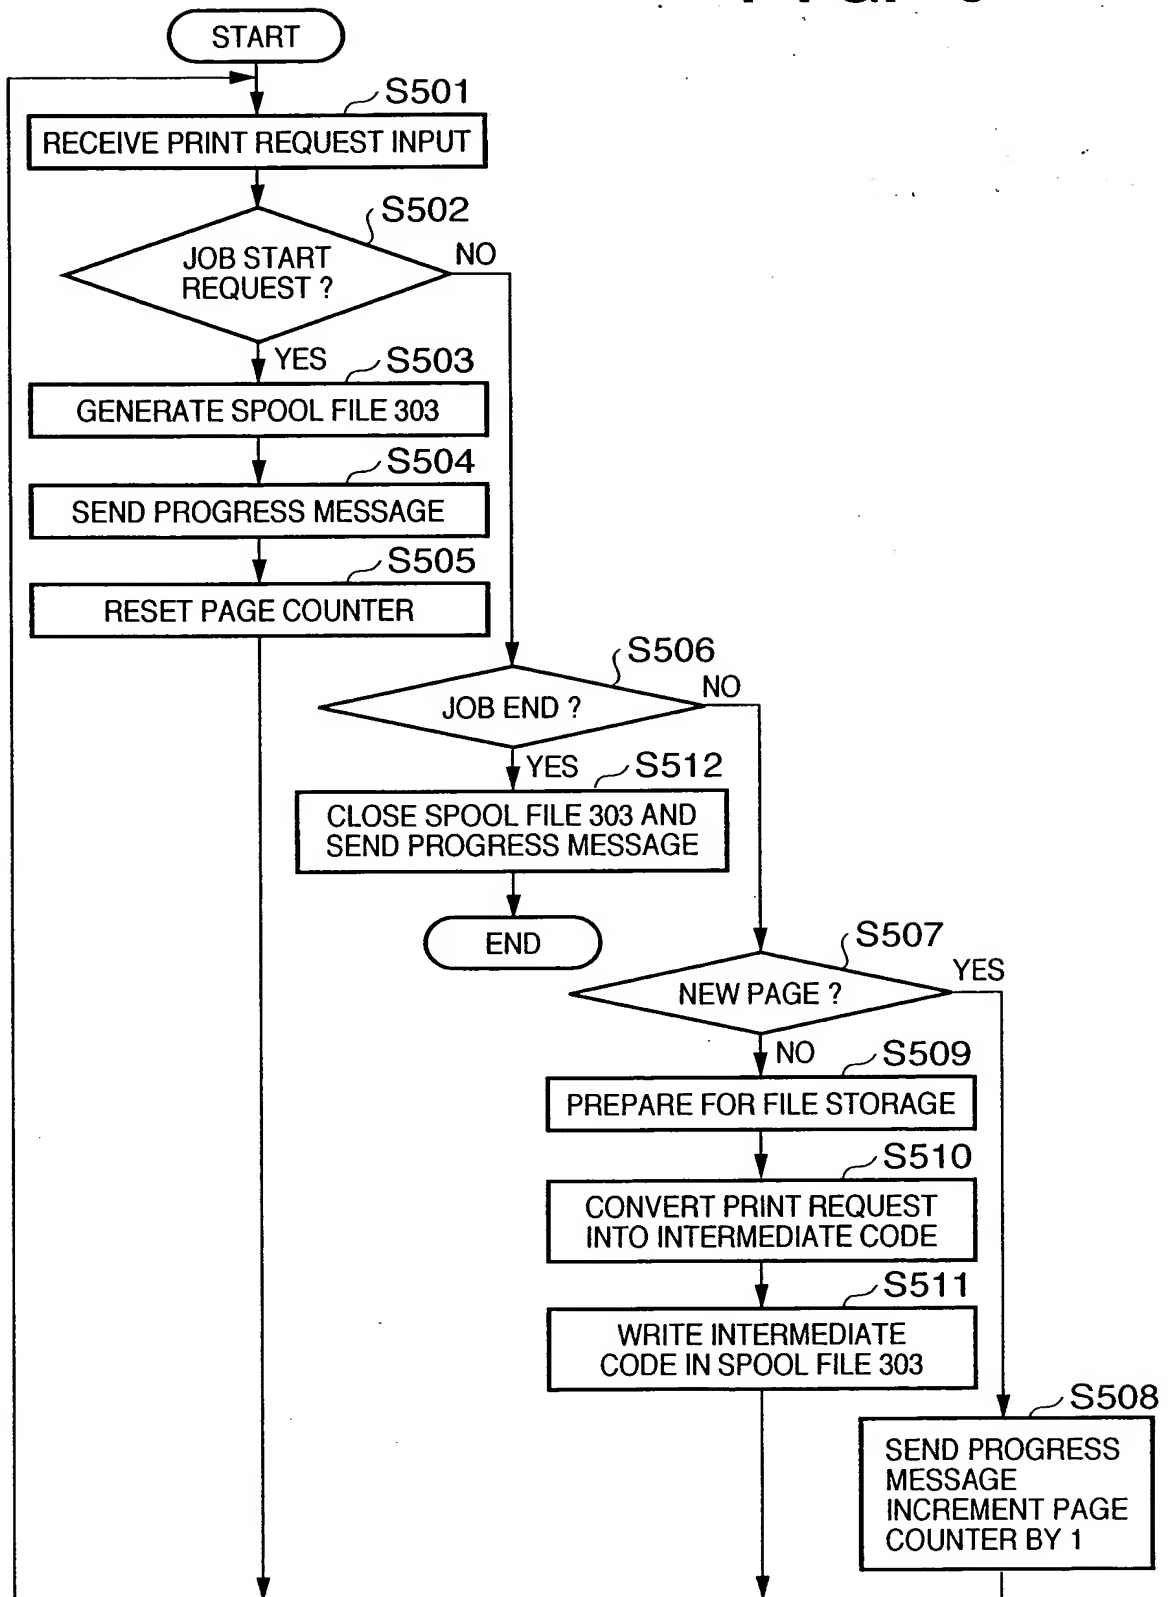 START
S501
RECEIVE PRINT REQUEST INPUT
S502
JOB START
REQUEST ?
NO
YES
S503
GENERATE SPOOL FILE 303
S504
SEND PROGRESS MESSAGE
S505
RESET PAGE COUNTER
S506
JOB END ?
NO
YES
S512
CLOSE SPOOL FILE 303 AND
SEND PROGRESS MESSAGE
END
S507
NEW PAGE ?
YES
NO
S509
PREPARE FOR FILE STORAGE
S510
CONVERT PRINT REQUEST
INTO INTERMEDIATE CODE
S511
WRITE INTERMEDIATE
CODE IN SPOOL FILE 303
S508
SEND PROGRESS
MESSAGE
INCREMENT PAGE
COUNTER BY 1